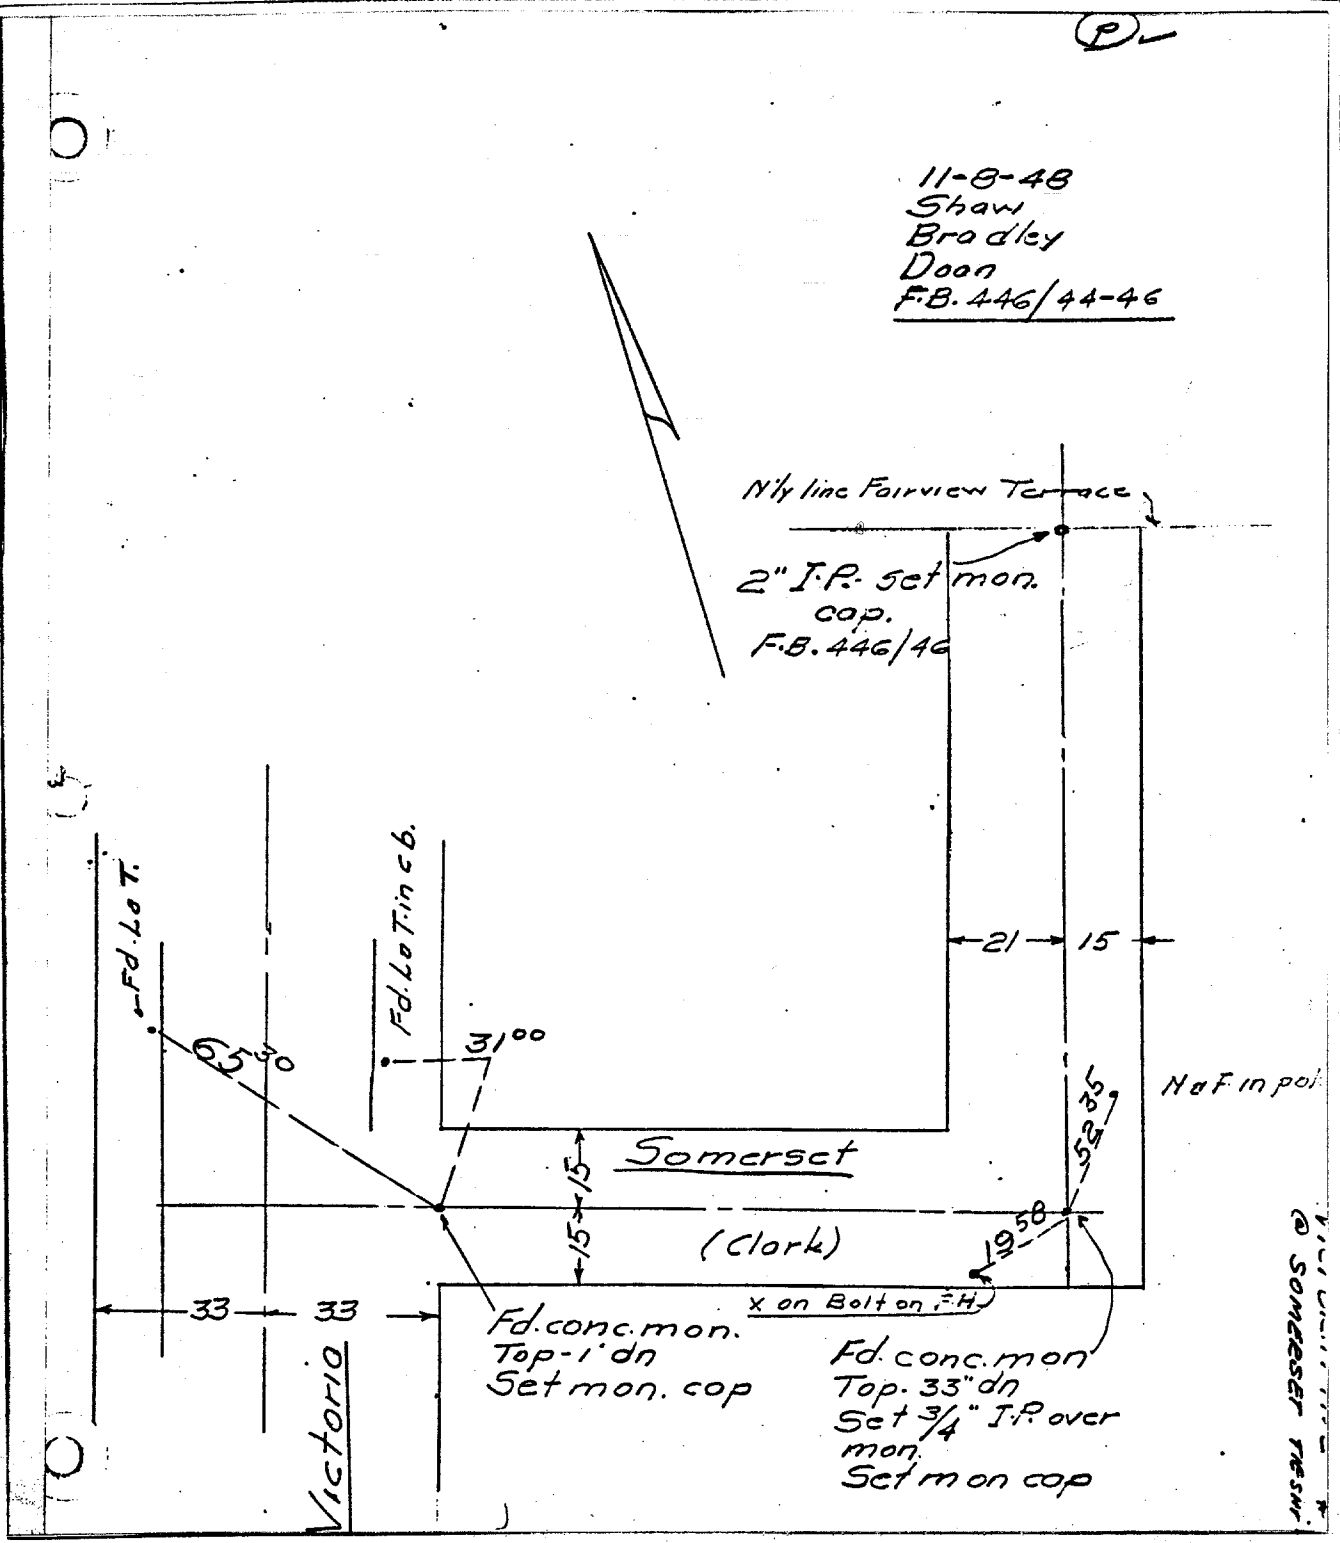 P
11-8-48
Shaw
Bradley
Doan
F.B. 446/44-46
N'ly line Fairview Terrace
2" I.P. set mon.
cap.
F.B. 446/46
Fd. L & T.
Fd. L & T. in cb.
65 30
31 00
21
15
N & F in pol
52 35
Somerset
15
15
(Clark)
19 58
x on Bolt on F.H.
33
33
Fd. conc. mon.
Top-1' dn
Set mon. cap
Fd. conc. mon
Top. 33" dn
Set 3/4" I.P. over
mon.
Set mon cap
Victoria
@ SOMERSET